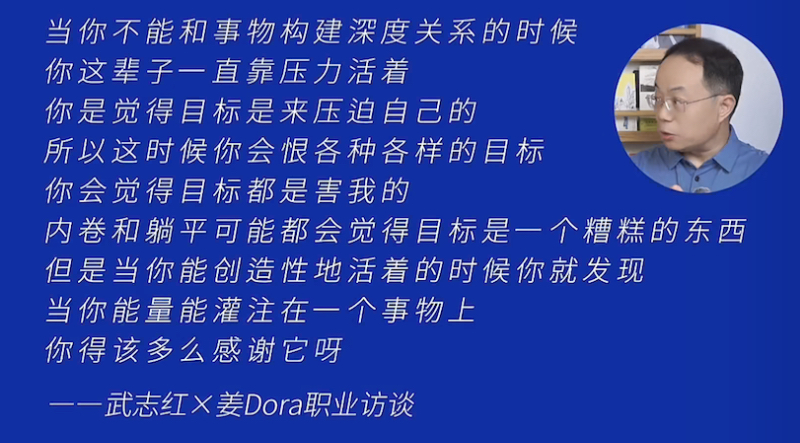 当你不能和事物构建深度关系的时候
你这辈子一直靠压力活着
你是觉得目标是来压迫自己的
所以这时候你会恨各种各样的目标
你会觉得目标都是害我的
内卷和躺平可能都会觉得目标是一个糟糕的东西
但是当你能创造性地活着的时候你就发现
当你能量能灌注在一个事物上
你得该多么感谢它呀
——武志红×姜Dora职业访谈